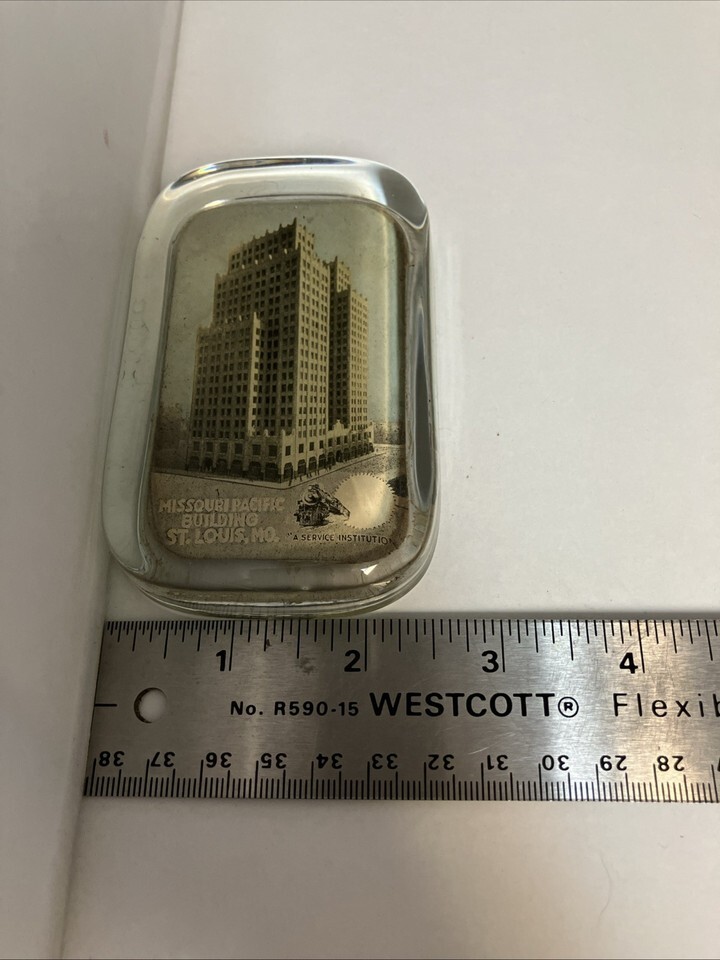 MISSOURI PACIFIC
BUILDING
ST. LOUIS, MO.
"A SERVICE INSTITUTION
1 2 3 4
No. R590-15 WESTCOTT® Flexib
38 37 36 35 34 33 32 31 30 29 28